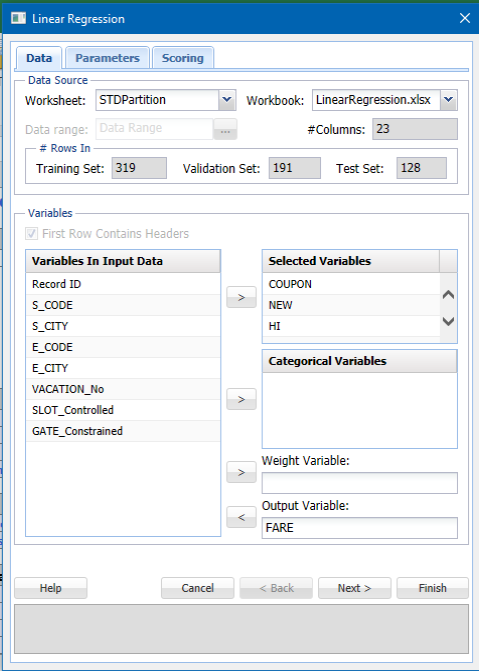 Linear Regression
Data Parameters Scoring
Data Source
Worksheet: STDPartition Workbook: LinearRegression.xlsx
Data range: Data Range ... #Columns: 23
# Rows In
Training Set: 319 Validation Set: 191 Test Set: 128
Variables
First Row Contains Headers
Variables In Input Data
Record ID
S_CODE
S_CITY
E_CODE
E_CITY
VACATION_No
SLOT_Controlled
GATE_Constrained
>
Selected Variables
COUPON
NEW
HI
>
Categorical Variables
>
Weight Variable:
<
Output Variable:
FARE
Help Cancel < Back Next > Finish